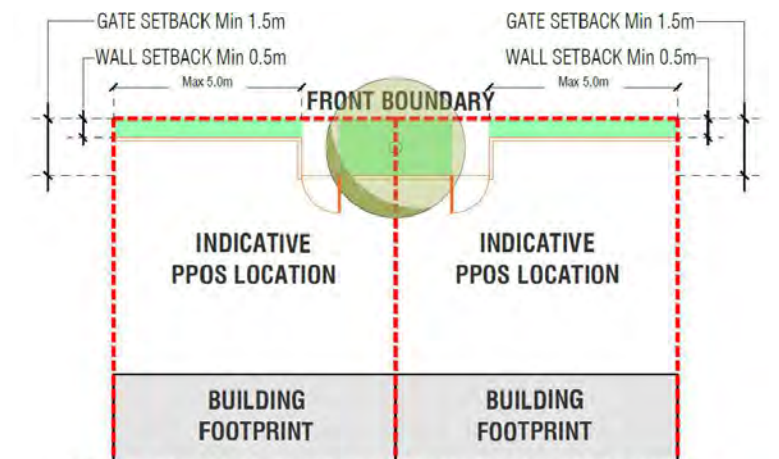 GATE SETBACK Min 1.5m
GATE SETBACK Min 1.5m
WALL SETBACK Min 0.5m
WALL SETBACK Min 0.5m
Max 5.0m
Max 5.0m
FRONT BOUNDARY
INDICATIVE
PPOS LOCATION
INDICATIVE
PPOS LOCATION
BUILDING
FOOTPRINT
BUILDING
FOOTPRINT